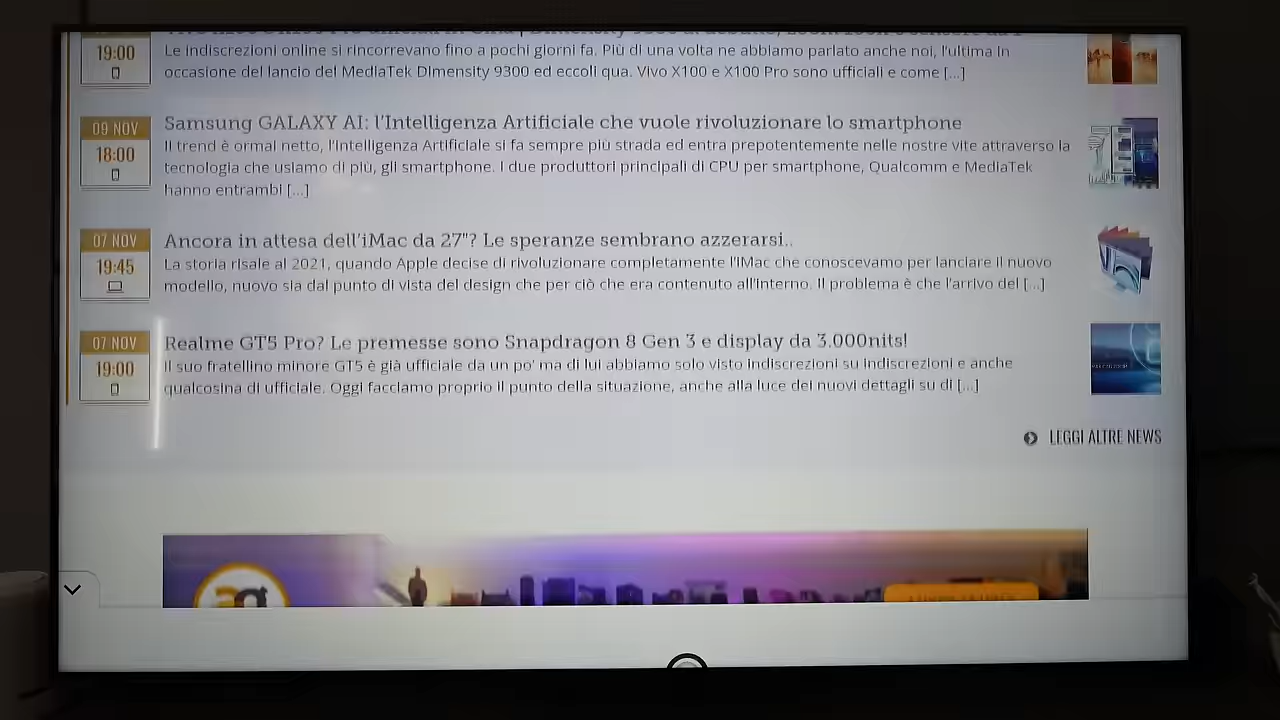 19:00
Le indiscrezioni online si rincorrevano fino a pochi giorni fa. Più di una volta ne abbiamo parlato anche noi, l'ultima in
occasione del lancio del MediaTek Dimensity 9300 ed eccoli qua. Vivo X100 e X100 Pro sono ufficiali e come [...]
09 NOV
18:00
Samsung GALAXY AI: l'Intelligenza Artificiale che vuole rivoluzionare lo smartphone
Il trend è ormai netto, l'Intelligenza Artificiale si fa sempre più strada ed entra prepotentemente nelle nostre vite attraverso la
tecnologia che usiamo di più, gli smartphone. I due produttori principali di CPU per smartphone, Qualcomm e MediaTek
hanno entrambi [...]
07 NOV
19:45
Ancora in attesa dell'iMac da 27"? Le speranze sembrano azzerarsi..
La storia risale al 2021, quando Apple decise di rivoluzionare completamente l'iMac che conoscevamo per lanciare il nuovo
modello, nuovo sia dal punto di vista del design che per ciò che era contenuto all'interno. Il problema è che l'arrivo del [...]
07 NOV
19:00
Realme GT5 Pro? Le premesse sono Snapdragon 8 Gen 3 e display da 3.000nits!
Il suo fratellino minore GT5 è già ufficiale da un po' ma di lui abbiamo solo visto indiscrezioni su indiscrezioni e anche
qualcosina di ufficiale. Oggi facciamo proprio il punto della situazione, anche alla luce dei nuovi dettagli su di [...]
LEGGI ALTRE NEWS